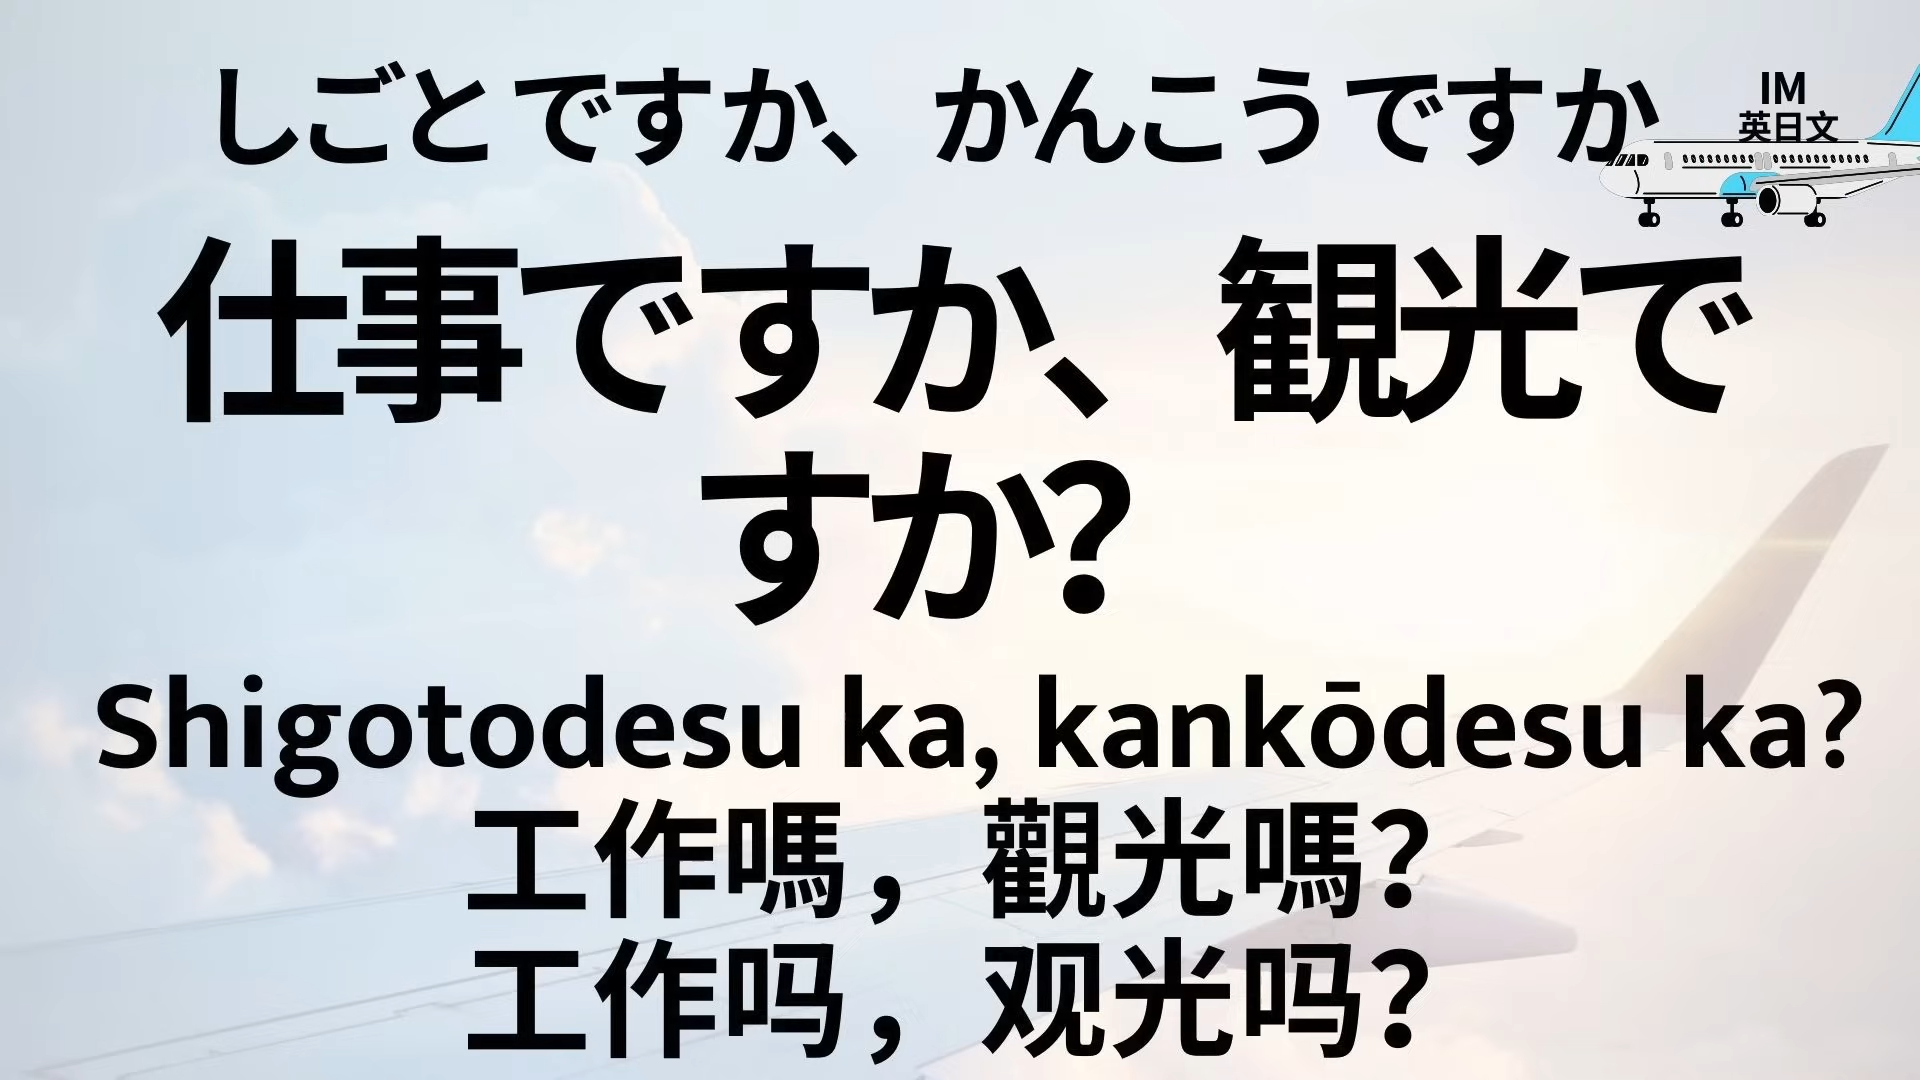 しごとですか、かんこうですか
IM
英日文
仕事ですか、観光で
すか?
Shigotodesu ka, kankōdesu ka?
工作嗎，觀光嗎?
工作吗，观光吗?